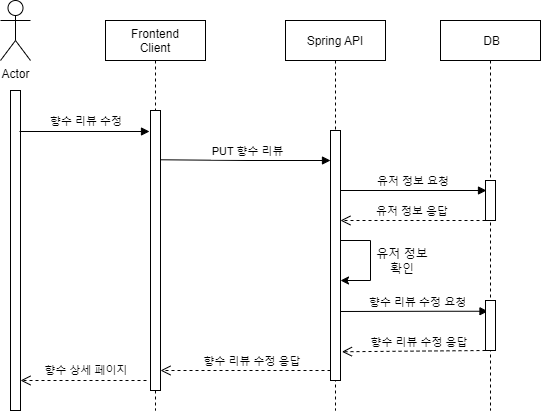 Frontend
Client
Spring API
DB
Actor
향수 리뷰 수정
PUT 향수 리뷰
유저 정보 요청
유저 정보 응답
유저 정보
확인
향수 리뷰 수정 요청
향수 리뷰 수정 응답
향수 리뷰 수정 응답
향수 상세 페이지